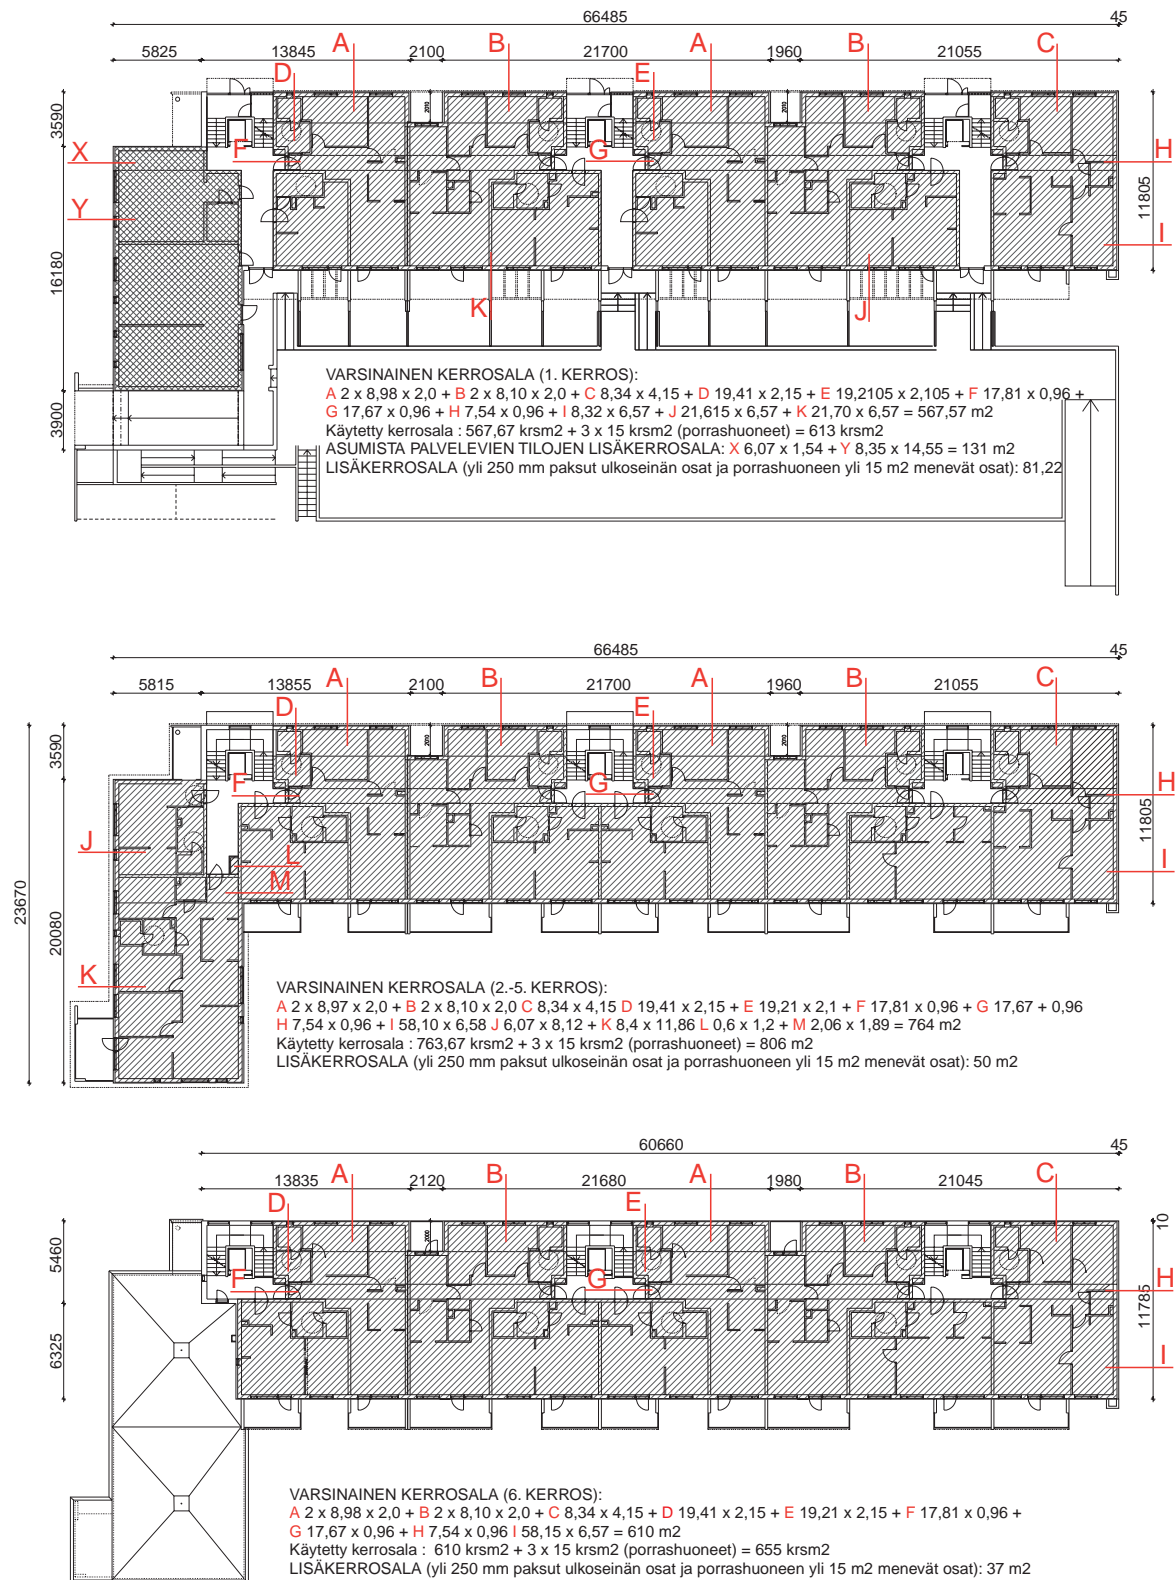 66485 45
5825 13845 2100 21700 1960 21055
A B A B C
D E
3590
2010 2010
F G H
X
Y
11805
I
16180
K J
3900
VARSINAINEN KERROSALA (1. KERROS):
A 2 x 8,98 x 2,0 + B 2 x 8,10 x 2,0 + C 8,34 x 4,15 + D 19,41 x 2,15 + E 19,2105 x 2,105 + F 17,81 x 0,96 +
G 17,67 x 0,96 + H 7,54 x 0,96 + I 8,32 x 6,57 + J 21,615 x 6,57 + K 21,70 x 6,57 = 567,57 m2
Käytetty kerrosala : 567,67 krsm2 + 3 x 15 krsm2 (porrashuoneet) = 613 krsm2
ASUMISTA PALVELEVIEN TILOJEN LISÄKERROSALA: X 6,07 x 1,54 + Y 8,35 x 14,55 = 131 m2
LISÄKERROSALA (yli 250 mm paksut ulkoseinän osat ja porrashuoneen yli 15 m2 menevät osat): 81,22
66485 45
5815 13855 2100 21700 1960 21055
A B A B C
D E
3590
2010 2010
F G H
11805
J L I
M
23670
20080
K
VARSINAINEN KERROSALA (2.-5. KERROS):
A 2 x 8,97 x 2,0 + B 2 x 8,10 x 2,0 C 8,34 x 4,15 D 19,41 x 2,15 + E 19,21 x 2,1 + F 17,81 x 0,96 + G 17,67 + 0,96
H 7,54 x 0,96 + I 58,10 x 6,58 J 6,07 x 8,12 + K 8,4 x 11,86 L 0,6 x 1,2 + M 2,06 x 1,89 = 764 m2
Käytetty kerrosala : 763,67 krsm2 + 3 x 15 krsm2 (porrashuoneet) = 806 m2
LISÄKERROSALA (yli 250 mm paksut ulkoseinän osat ja porrashuoneen yli 15 m2 menevät osat): 50 m2
60660 45
13835 2120 21680 1980 21045
A B A B C
D E
10
5460
2000
F G H
11785
6325
I
VARSINAINEN KERROSALA (6. KERROS):
A 2 x 8,98 x 2,0 + B 2 x 8,10 x 2,0 + C 8,34 x 4,15 + D 19,41 x 2,15 + E 19,21 x 2,15 + F 17,81 x 0,96 +
G 17,67 x 0,96 + H 7,54 x 0,96 I 58,15 x 6,57 = 610 m2
Käytetty kerrosala :  610 krsm2 + 3 x 15 krsm2 (porrashuoneet) = 655 krsm2
LISÄKERROSALA (yli 250 mm paksut ulkoseinän osat ja porrashuoneen yli 15 m2 menevät osat): 37 m2